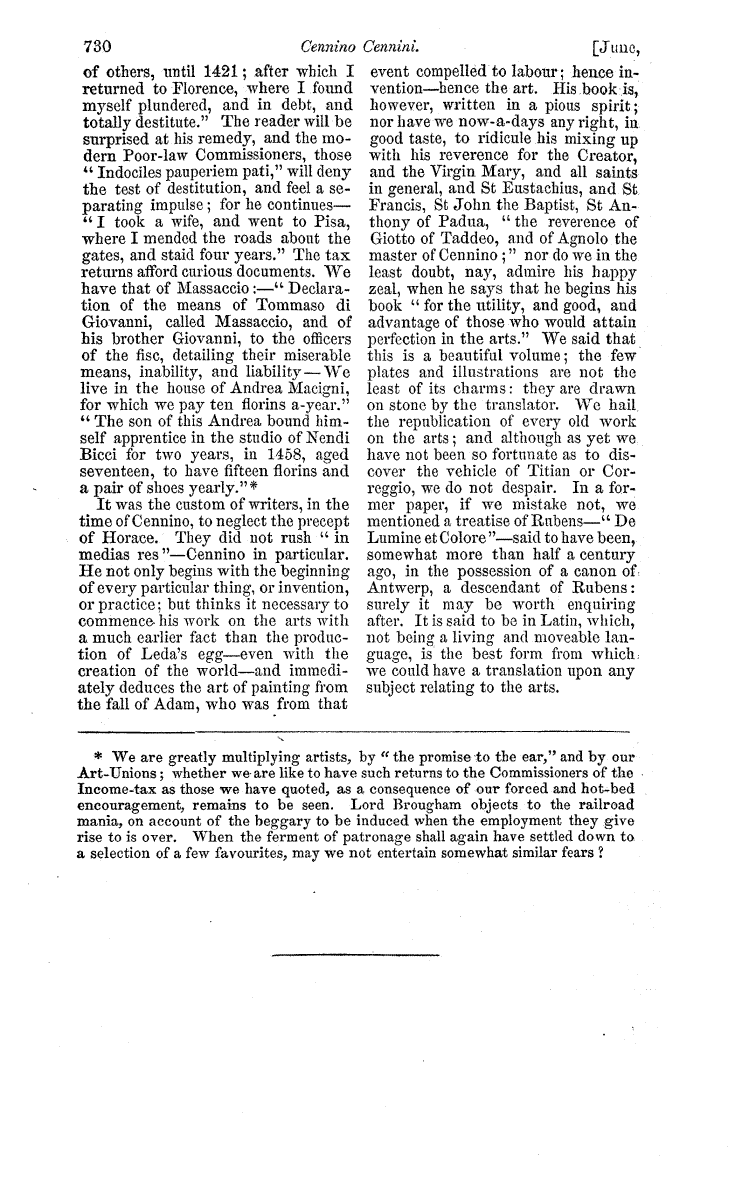 730
Cennino Cennini.
[June,
of others, until 1421; after which I
returned to Florence, where I found
myself plundered, and in debt, and
totally destitute." The reader will be
surprised at his remedy, and the mo-
dern Poor-law Commissioners, those
"Indociles pauperiem pati," will deny
the test of destitution, and feel a se-
parating impulse; for he continues—
"I took a wife, and went to Pisa,
where I mended the roads about the
gates, and staid four years." The tax
returns afford curious documents. We
have that of Massaccio:—"Declara-
tion of the means of Tommaso di
Giovanni, called Massaccio, and of
his brother Giovanni, to the officers
of the fisc, detailing their miserable
means, inability, and liability—We
live in the house of Andrea Macigni,
for which we pay ten florins a-year."
"The son of this Andrea bound him-
self apprentice in the studio of Nendi
Bicci for two years, in 1458, aged
seventeen, to have fifteen florins and
a pair of shoes yearly."*
It was the custom of writers, in the
time of Cennino, to neglect the precept
of Horace. They did not rush "in
medias res"—Cennino in particular.
He not only begins with the beginning
of every particular thing, or invention,
or practice; but thinks it necessary to
commence his work on the arts with
a much earlier fact than the produc-
tion of Leda's egg—even with the
creation of the world—and immedi-
ately deduces the art of painting from
the fall of Adam, who was from that
event compelled to labour; hence in-
vention—hence the art. His book is,
however, written in a pious spirit;
nor have we now-a-days any right, in
good taste, to ridicule his mixing up
with his reverence for the Creator,
and the Virgin Mary, and all saints
in general, and St Eustachius, and St
Francis, St John the Baptist, St An-
thony of Padua, "the reverence of
Giotto of Taddeo, and of Agnolo the
master of Cennino;" nor do we in the
least doubt, nay, admire his happy
zeal, when he says that he begins his
book "for the utility, and good, and
advantage of those who would attain
perfection in the arts." We said that
this is a beautiful volume; the few
plates and illustrations are not the
least of its charms: they are drawn
on stone by the translator. We hail
the republication of every old work
on the arts; and although as yet we
have not been so fortunate as to dis-
cover the vehicle of Titian or Cor-
reggio, we do not despair. In a for-
mer paper, if we mistake not, we
mentioned a treatise of Rubens—"De
Lumine et Colore"—said to have been,
somewhat more than half a century
ago, in the possession of a canon of
Antwerp, a descendant of Rubens:
surely it may be worth enquiring
after. It is said to be in Latin, which,
not being a living and moveable lan-
guage, is the best form from which
we could have a translation upon any
subject relating to the arts.
* We are greatly multiplying artists, by "the promise to the ear," and by our
Art-Unions; whether we are like to have such returns to the Commissioners of the
Income-tax as those we have quoted, as a consequence of our forced and hot-bed
encouragement, remains to be seen. Lord Brougham objects to the railroad
mania, on account of the beggary to be induced when the employment they give
rise to is over. When the ferment of patronage shall again have settled down to
a selection of a few favourites, may we not entertain somewhat similar fears?